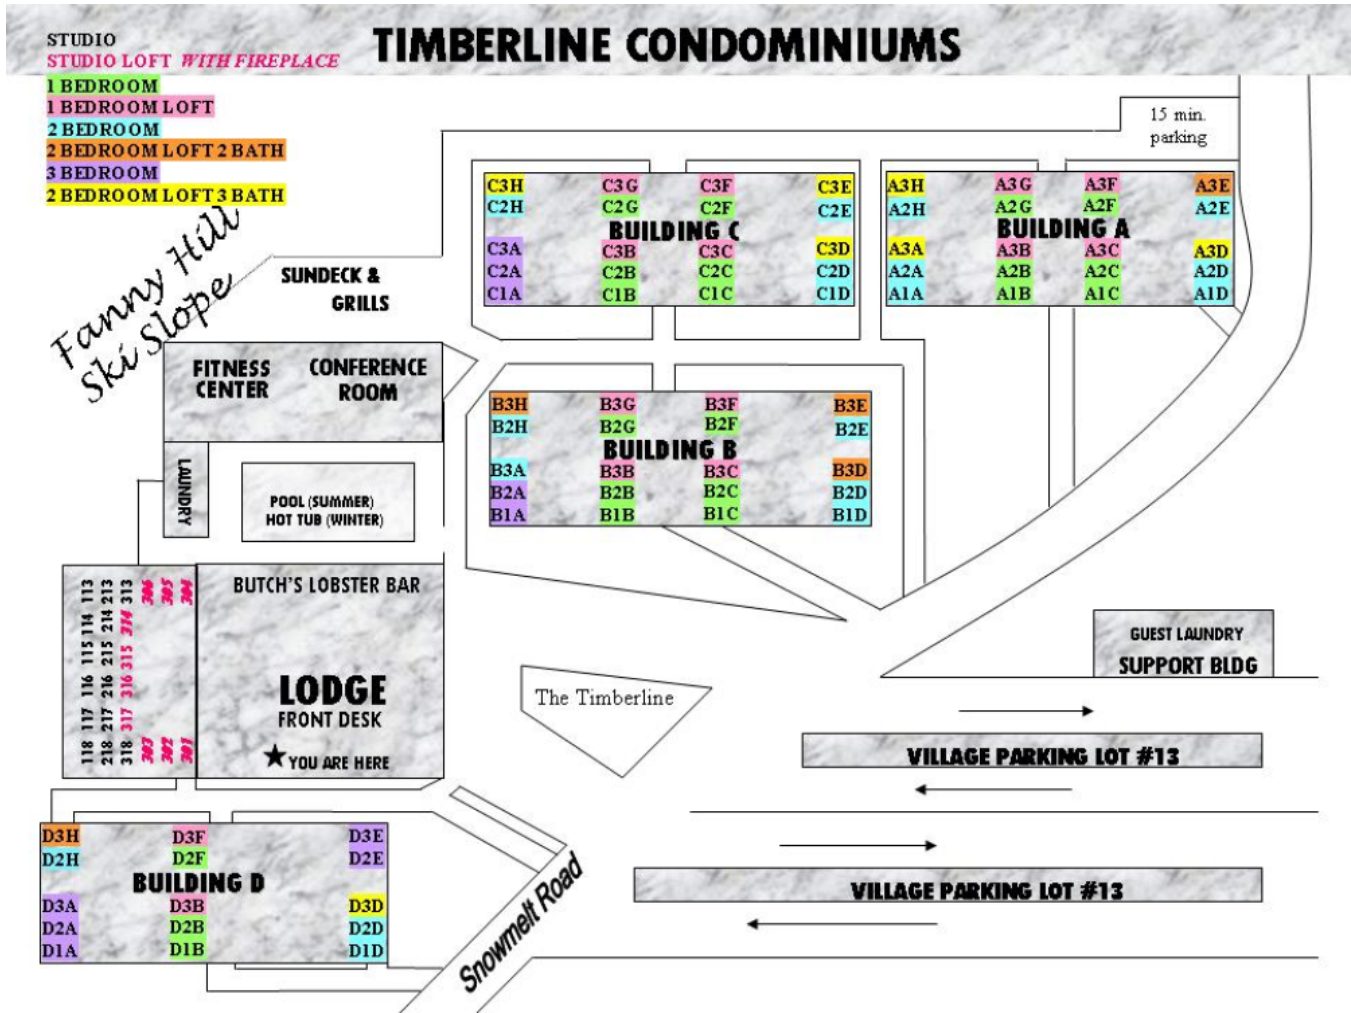 TIMBERLINE CONDOMINIUMS
STUDIO
STUDIO LOFT WITH FIREPLACE
1 BEDROOM
1 BEDROOM LOFT
2 BEDROOM
2 BEDROOM LOFT 2 BATH
3 BEDROOM
2 BEDROOM LOFT 3 BATH
15 min.
parking
Fanny Hill
Ski Slope
SUNDECK &
GRILLS
C3H C3G C3F C3E
C2H C2G C2F C2E
BUILDING C
C3A C3B C3C C3D
C2A C2B C2C C2D
C1A C1B C1C C1D
A3H A3G A3F A3E
A2H A2G A2F A2E
BUILDING A
A3A A3B A3C A3D
A2A A2B A2C A2D
A1A A1B A1C A1D
FITNESS
CENTER
CONFERENCE
ROOM
B3H B3G B3F B3E
B2H B2G B2F B2E
BUILDING B
B3A B3B B3C B3D
B2A B2B B2C B2D
B1A B1B B1C B1D
LAUNDRY
POOL (SUMMER)
HOT TUB (WINTER)
118 117 116 115 114 113
218 217 216 215 214 213
318 317 316 315 314 313
303 306
302 305
301 304
BUTCH'S LOBSTER BAR
LODGE
FRONT DESK
★ YOU ARE HERE
The Timberline
GUEST LAUNDRY
SUPPORT BLDG
VILLAGE PARKING LOT #13
VILLAGE PARKING LOT #13
D3H D3F D3E
D2H D2F D2E
BUILDING D
D3A D3B D3D
D2A D2B D2D
D1A D1B D1D
Snowmelt Road